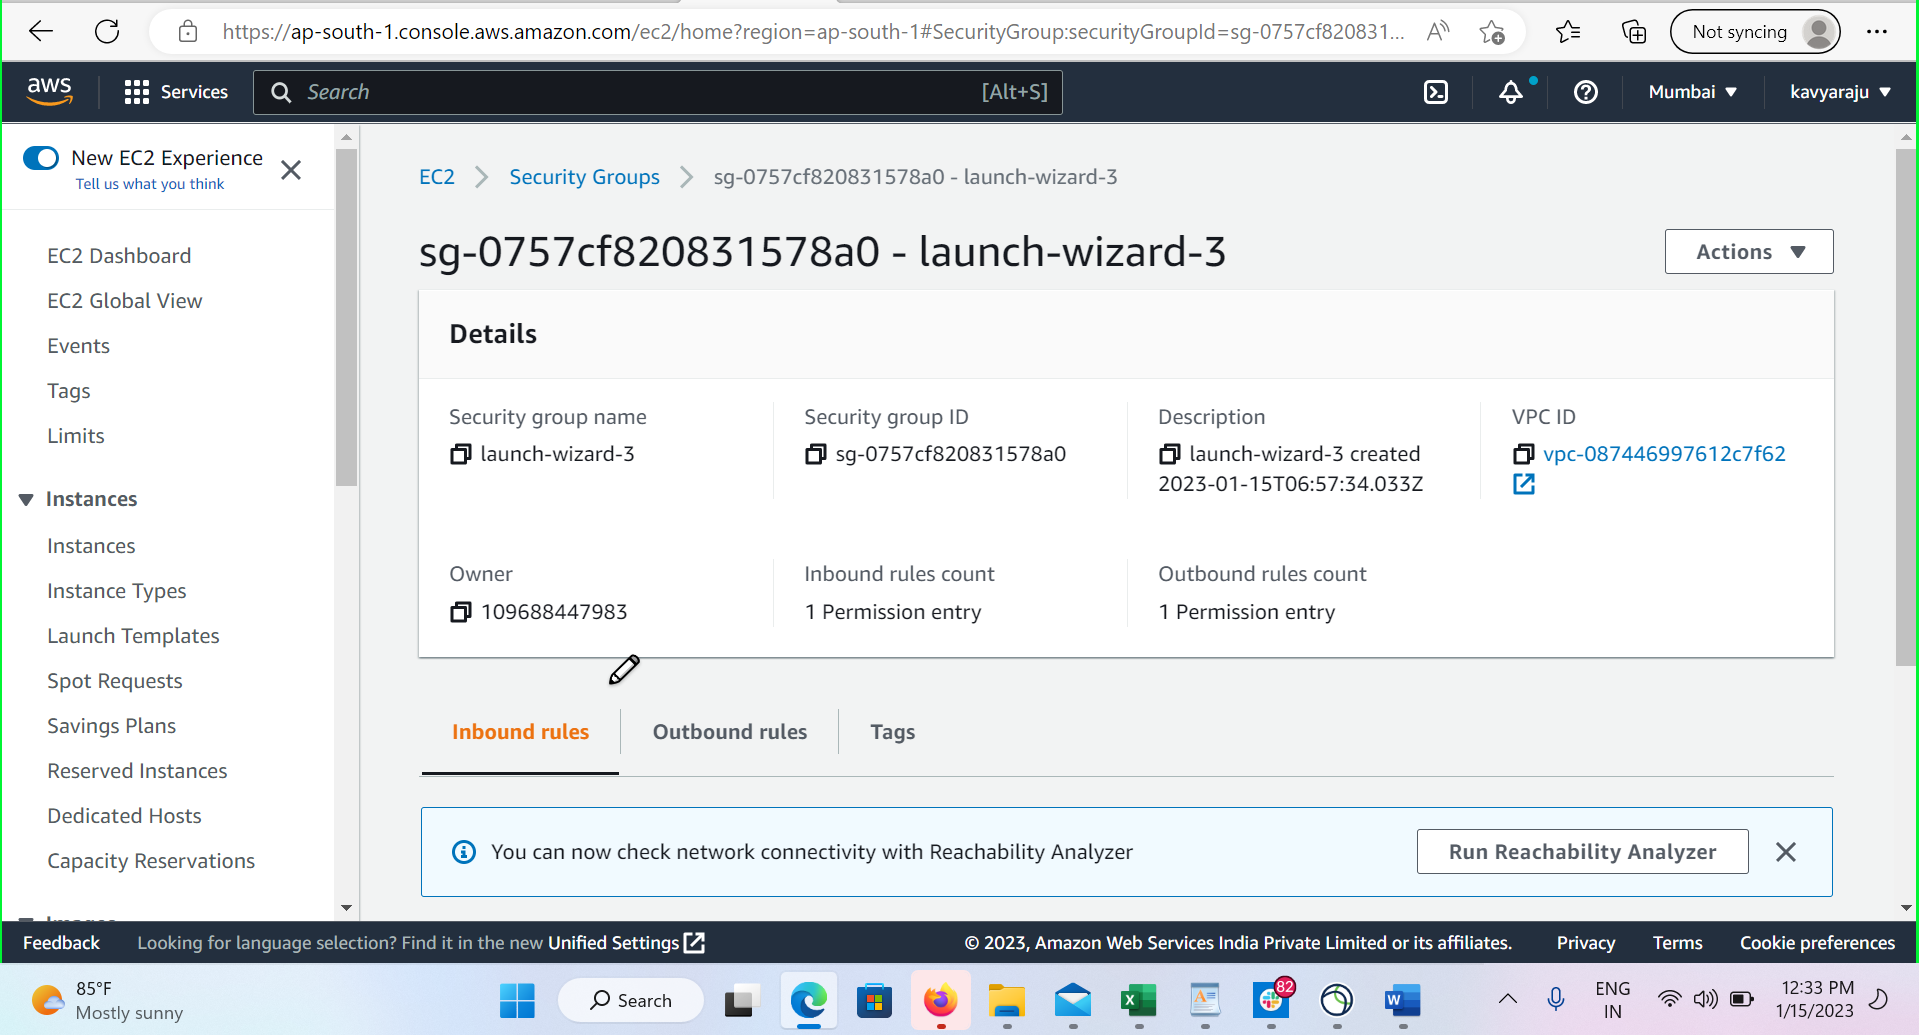 https://ap-south-1.console.aws.amazon.com/ec2/home?region=ap-south-1#SecurityGroup:securityGroupId=sg-0757cf820831...
Not syncing
aws
Services
Search
[Alt+S]
Mumbai
kavyaraju
New EC2 Experience
Tell us what you think
EC2 Dashboard
EC2 Global View
Events
Tags
Limits
Instances
Instances
Instance Types
Launch Templates
Spot Requests
Savings Plans
Reserved Instances
Dedicated Hosts
Capacity Reservations
Images
EC2 > Security Groups > sg-0757cf820831578a0 - launch-wizard-3
sg-0757cf820831578a0 - launch-wizard-3
Actions
Details
Security group name
launch-wizard-3
Security group ID
sg-0757cf820831578a0
Description
launch-wizard-3 created
2023-01-15T06:57:34.033Z
VPC ID
vpc-087446997612c7f62
Owner
109688447983
Inbound rules count
1 Permission entry
Outbound rules count
1 Permission entry
Inbound rules
Outbound rules
Tags
You can now check network connectivity with Reachability Analyzer
Run Reachability Analyzer
Feedback
Looking for language selection? Find it in the new Unified Settings
© 2023, Amazon Web Services India Private Limited or its affiliates.
Privacy
Terms
Cookie preferences
85°F
Mostly sunny
Search
82
ENG
IN
12:33 PM
1/15/2023